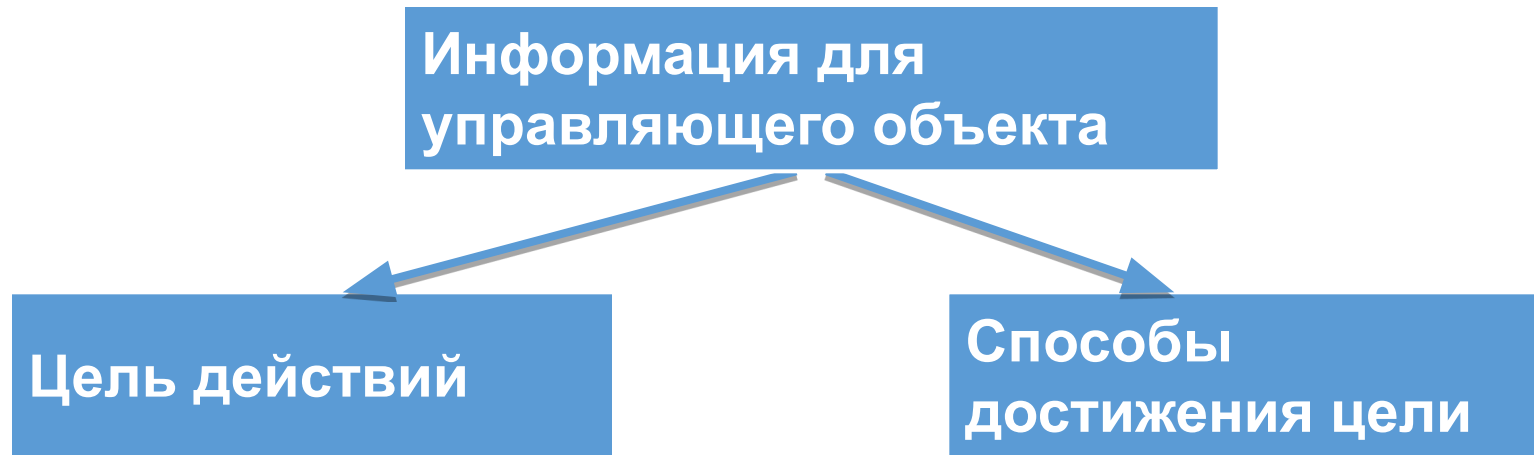 Информация для
управляющего объекта
Цель действий
Способы
достижения цели